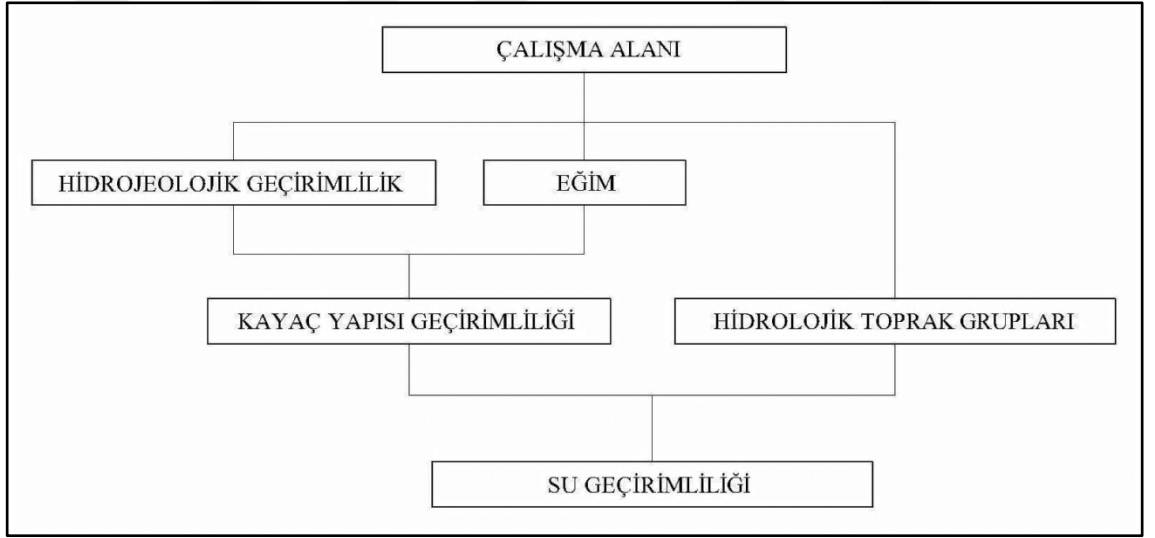 ÇALIŞMA ALANI
HİDROJEOLOJİK GEÇİRİMLİLİK
EĞİM
KAYAÇ YAPISI GEÇİRİMLİLİĞİ
HİDROLOJİK TOPRAK GRUPLARI
SU GEÇİRİMLİLİĞİ